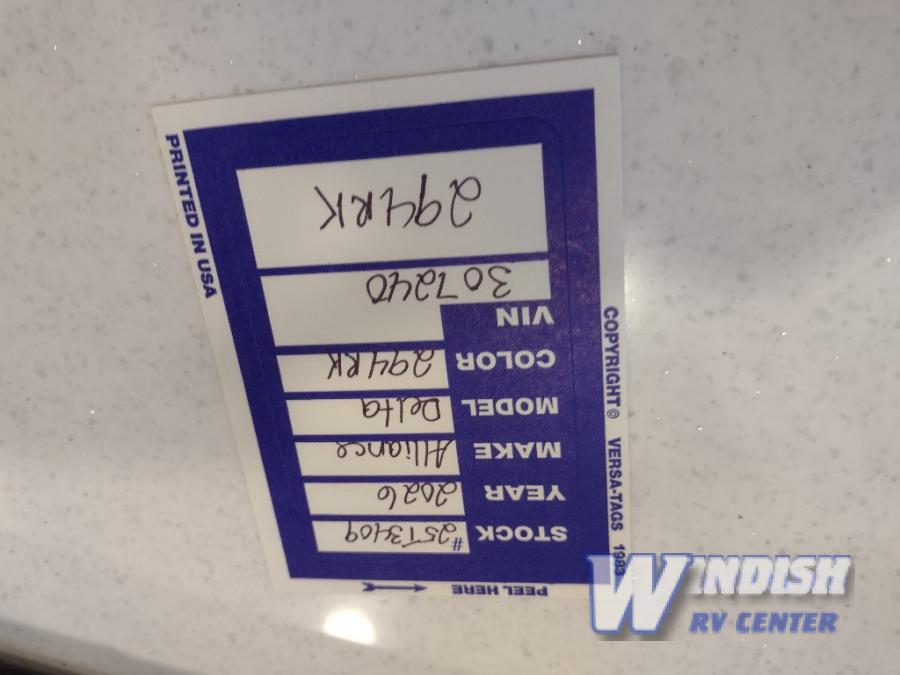 PEEL HERE
STOCK #25T3409
YEAR 2026
MAKE Alliance
MODEL Delta
COLOR 294RK
VIN
307240
294RK
PRINTED IN USA
COPYRIGHT © VERSA-TAGS 1983
WINDISH
RV CENTER